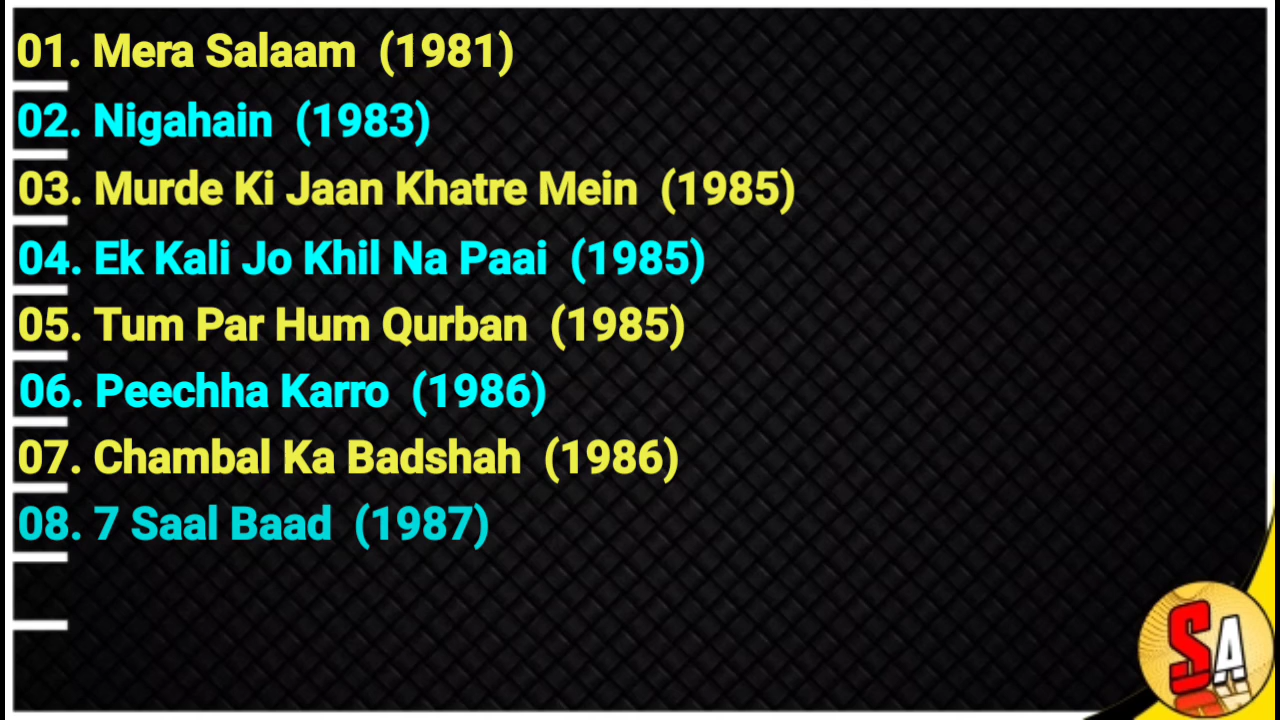 01. Mera Salaam (1981)
02. Nigahain (1983)
03. Murde Ki Jaan Khatre Mein (1985)
04. Ek Kali Jo Khil Na Paai (1985)
05. Tum Par Hum Qurban (1985)
06. Peechha Karro (1986)
07. Chambal Ka Badshah (1986)
08. 7 Saal Baad (1987)
SA